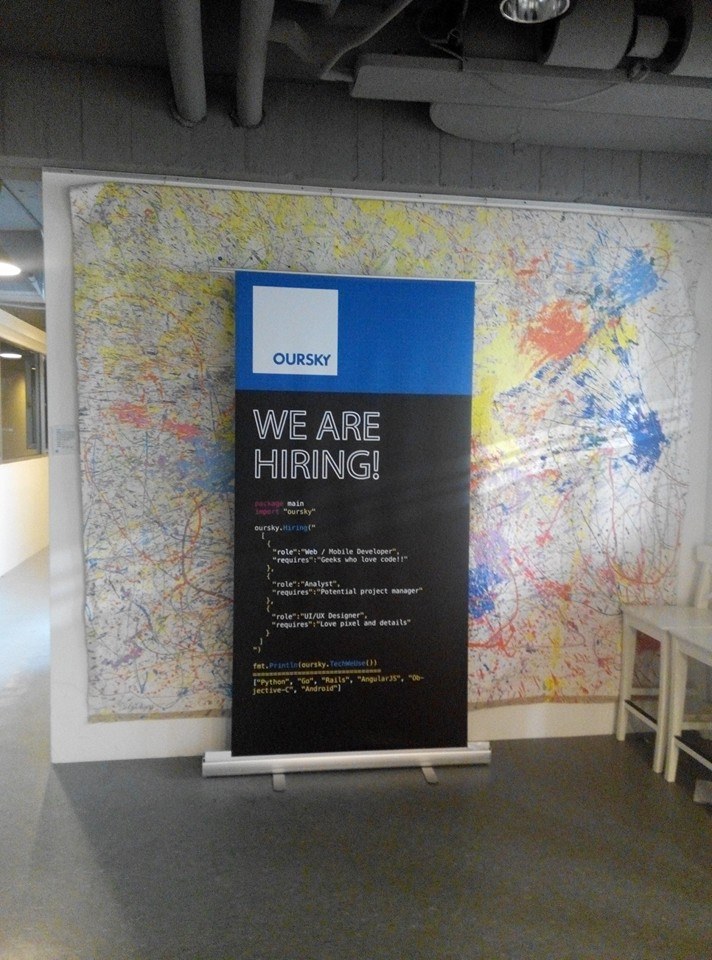 OURSKY
WE ARE
HIRING!
package main
import "oursky"
oursky.Hiring("
[
{
"role":"Web / Mobile Developer",
"requires":"Geeks who love code!!"
},
{
"role":"Analyst",
"requires":"Potential project manager"
},
{
"role":"UI/UX Designer",
"requires":"Love pixel and details"
}
]
")
fmt.Println(oursky.TechWeUse())
==============================
["Python", "Go", "Rails", "AngularJS", "Ob-
jective-C", "Android"]